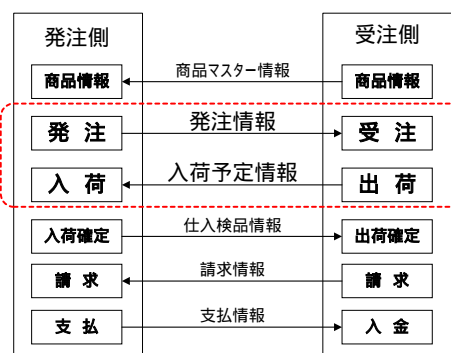 発注側 受注側
商品情報 商品マスター情報 商品情報
発注 発注情報 受注
入荷 入荷予定情報 出荷
入荷確定 仕入検品情報 出荷確定
請求 請求情報 請求
支払 支払情報 入金